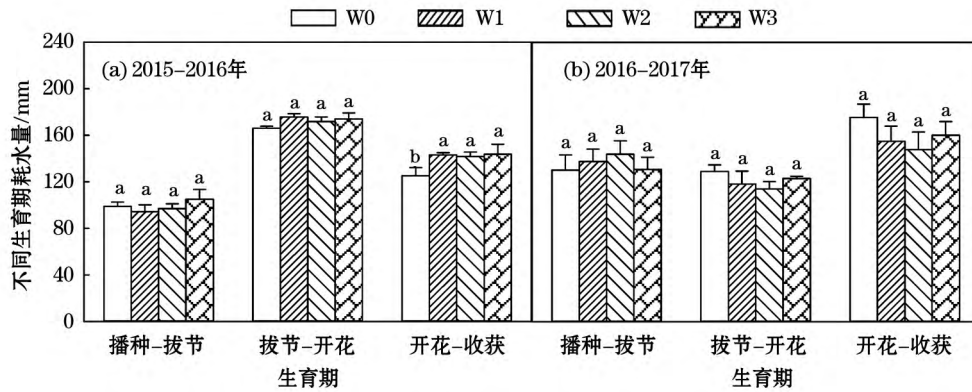 W0 W1 W2 W3
不同生育期耗水量/mm
240
200
160
120
80
40
0
(a) 2015–2016年
a a a a
a a a a
b a a a
播种–拔节 拔节–开花 开花–收获
生育期
(b) 2016–2017年
a a a a
a a a a
a a a a
播种–拔节 拔节–开花 开花–收获
生育期